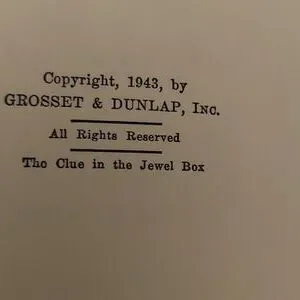 Copyright, 1943, by
GROSSET & DUNLAP, INC.
All Rights Reserved
The Clue in the Jewel Box